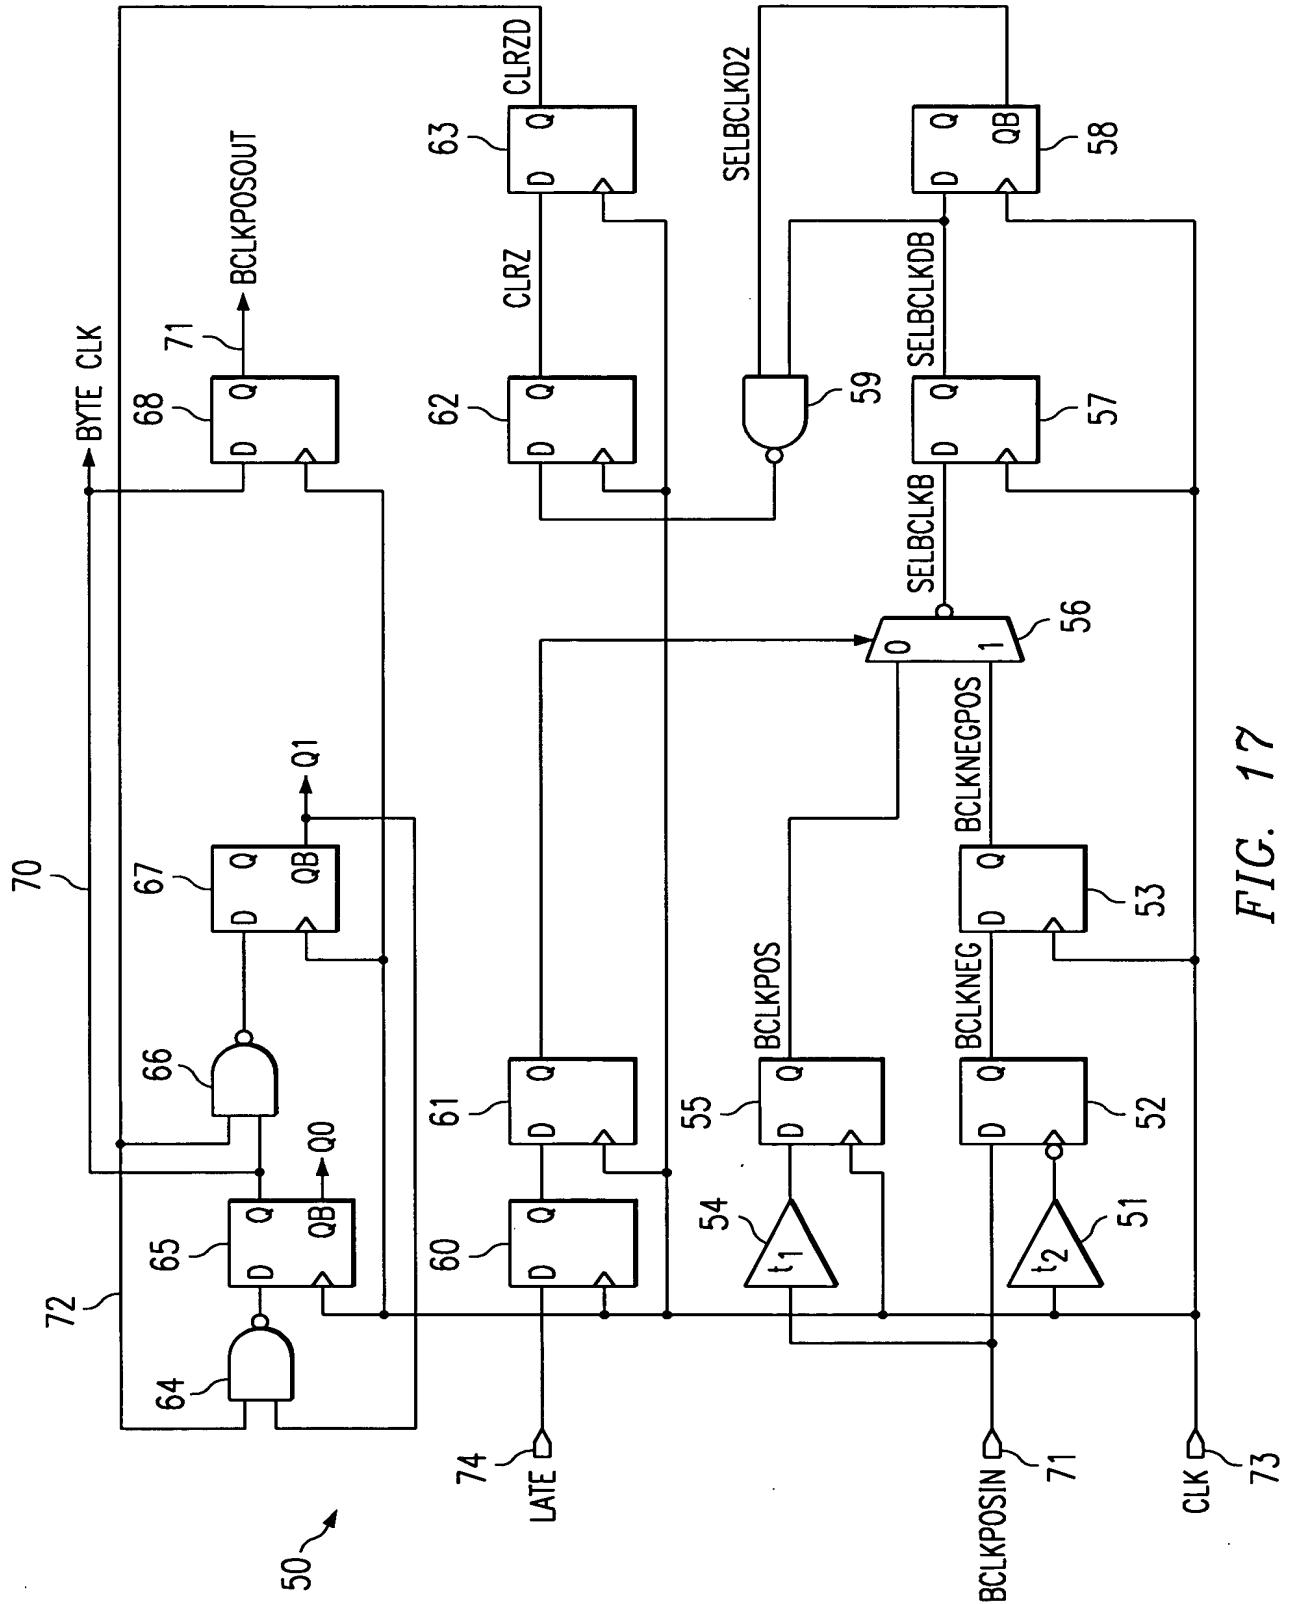 50
72
70
BYTE CLK
64
65
D
Q
QB
Q0
66
67
D
Q
QB
Q1
68
D
Q
71
BCLKPOSOUT
74
LATE
60
D
Q
61
D
Q
62
D
Q
CLRZ
63
D
Q
CLRZD
54
t1
55
D
Q
BCLKPOS
59
SELBCLKD2
BCLKPOSIN
71
51
t2
52
D
Q
BCLKNEG
53
D
Q
BCLKNEGPOS
0
1
56
SELBCLKB
57
D
Q
SELBCLKDB
58
D
Q
QB
CLK
73
FIG. 17